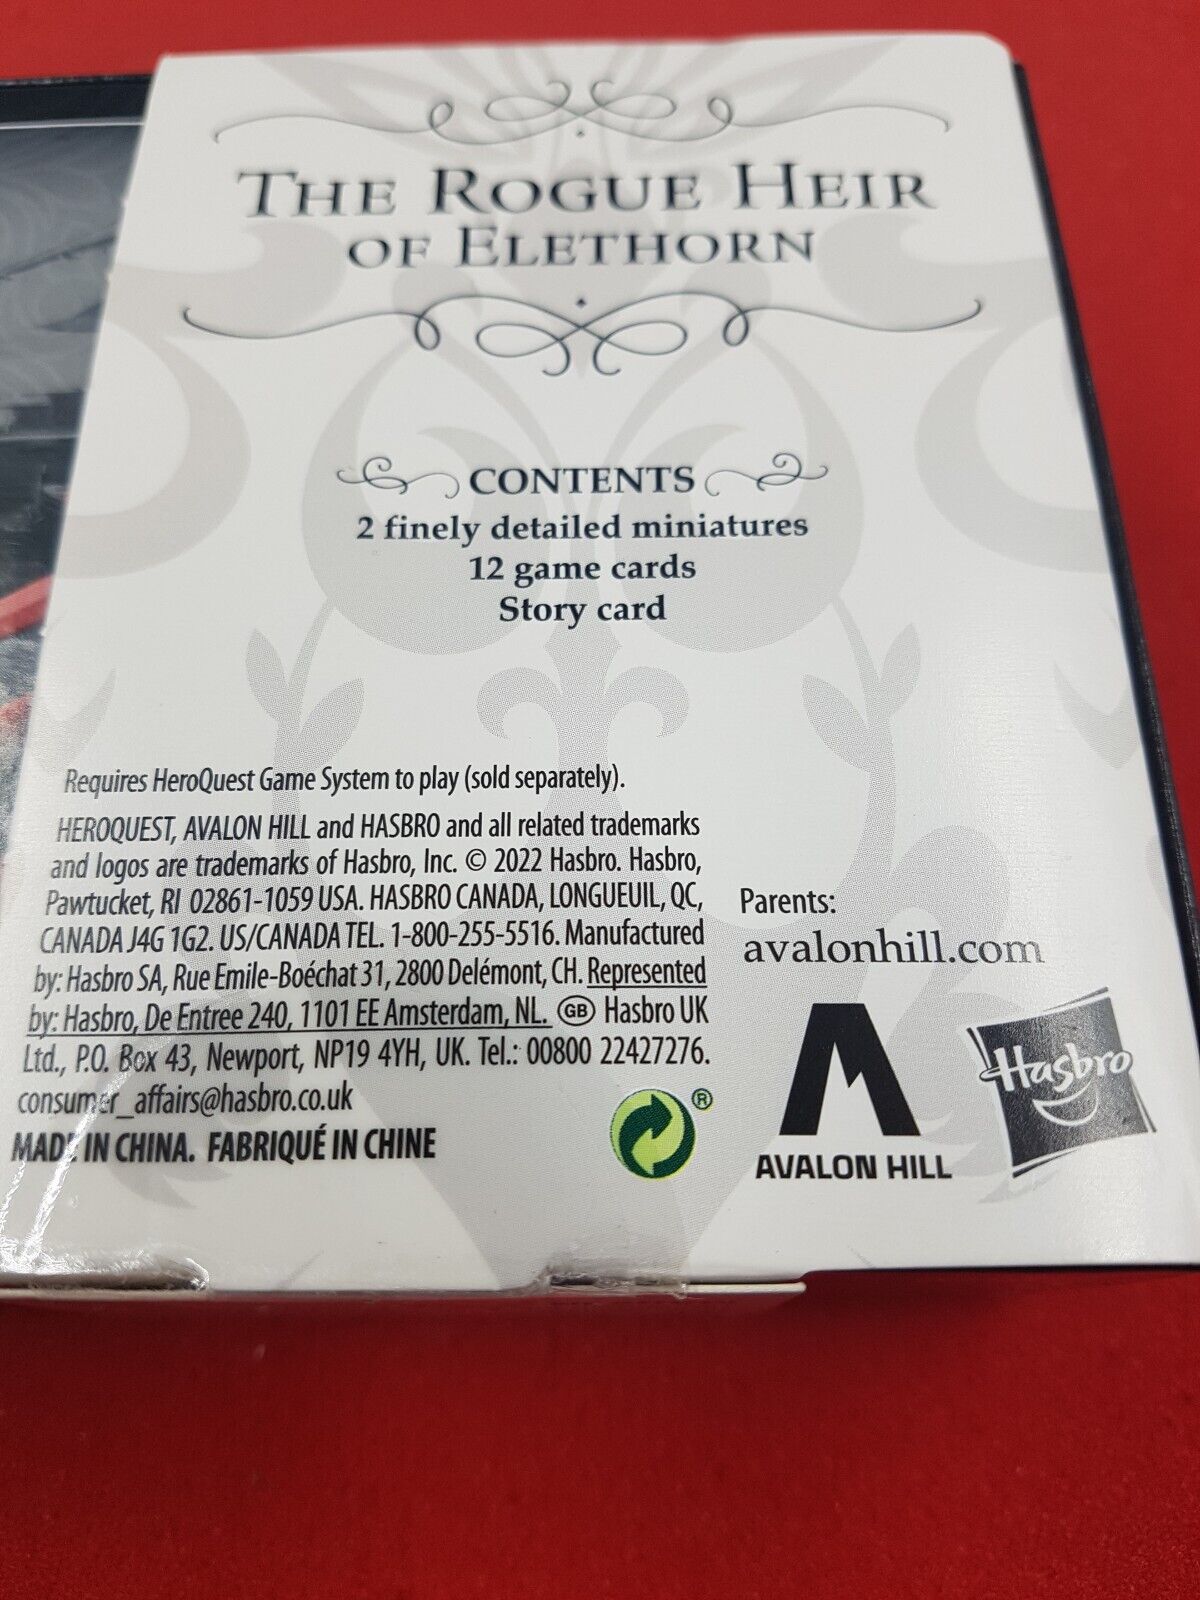 THE ROGUE HEIR
OF ELETHORN
CONTENTS
2 finely detailed miniatures
12 game cards
Story card
Requires HeroQuest Game System to play (sold separately).
HEROQUEST, AVALON HILL and HASBRO and all related trademarks
and logos are trademarks of Hasbro, Inc. © 2022 Hasbro. Hasbro,
Pawtucket, RI 02861-1059 USA. HASBRO CANADA, LONGUEUIL, QC,
CANADA J4G 1G2. US/CANADA TEL. 1-800-255-5516. Manufactured
by: Hasbro SA, Rue Emile-Boéchat 31, 2800 Delémont, CH. Represented
by: Hasbro, De Entree 240, 1101 EE Amsterdam, NL. GB Hasbro UK
Ltd., P.O. Box 43, Newport, NP19 4YH, UK. Tel.: 00800 22427276.
consumer_affairs@hasbro.co.uk
MADE IN CHINA. FABRIQUÉ IN CHINE
®
Parents:
avalonhill.com
AVALON HILL
Hasbro